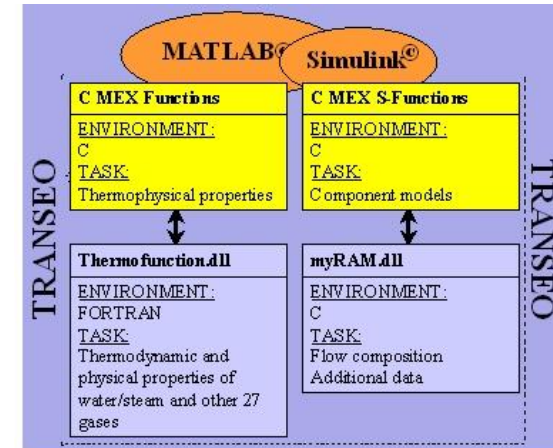 MATLAB©
Simulink©
TRANSEO
C MEX Functions
ENVIRONMENT:
C
TASK:
Thermophysical properties
C MEX S-Functions
ENVIRONMENT:
C
TASK:
Component models
Thermofunction.dll
ENVIRONMENT:
FORTRAN
TASK:
Thermodynamic and
physical properties of
water/steam and other 27
gases
myRAM.dll
ENVIRONMENT:
C
TASK:
Flow composition
Additional data
TRANSEO